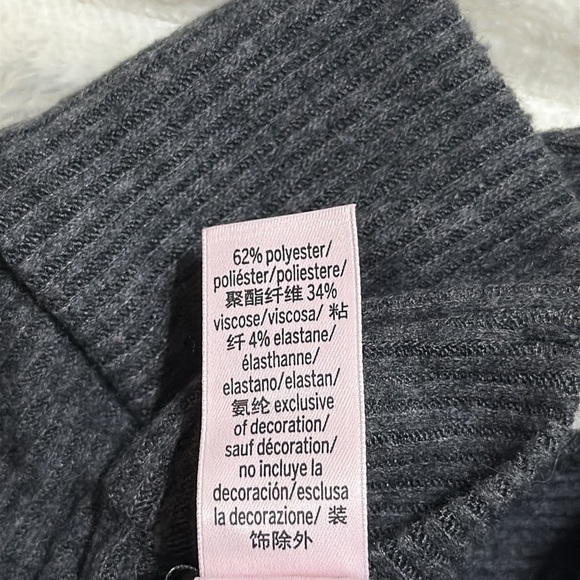 62% polyester/
poliéster/poliestere/
聚酯纤维 34%
viscose/viscosa/ 粘
纤 4% elastane/
élasthanne/
elastano/elastan/
氨纶 exclusive
of decoration/
sauf décoration/
no incluye la
decoración/esclusa
la decorazione/ 装
饰除外